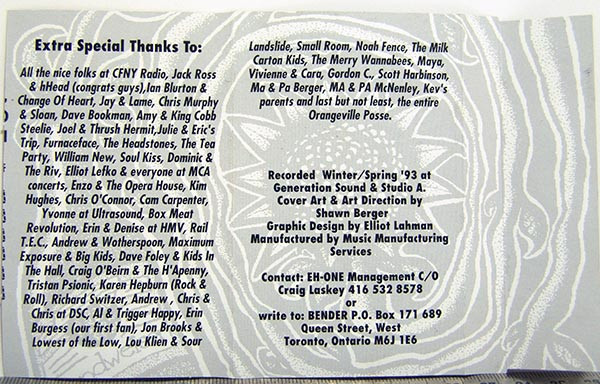 Extra Special Thanks To:
All the nice folks at CFNY Radio, Jack Ross
& hHead (congrats guys),Ian Blurton &
Change Of Heart, Jay & Lame, Chris Murphy
& Sloan, Dave Bookman, Amy & King Cobb
Steelie, Joel & Thrush Hermit,Julie & Eric's
Trip, Furnaceface, The Headstones, The Tea
Party, William New, Soul Kiss, Dominic &
The Riv, Elliot Lefko & everyone at MCA
concerts, Enzo & The Opera House, Kim
Hughes, Chris O'Connor, Cam Carpenter,
Yvonne at Ultrasound, Box Meat
Revolution, Erin & Denise at HMV, Rail
T.E.C., Andrew & Wotherspoon, Maximum
Exposure & Big Kids, Dave Foley & Kids In
The Hall, Craig O'Beirn & The H'Apenny,
Tristan Psionic, Karen Hepburn (Rock &
Roll), Richard Switzer, Andrew , Chris &
Chris at DSC, Al & Trigger Happy, Erin
Burgess (our first fan), Jon Brooks &
Lowest of the Low, Lou Klien & Sour
Landslide, Small Room, Noah Fence, The Milk
Carton Kids, The Merry Wannabees, Maya,
Vivienne & Cara, Gordon C., Scott Harbinson,
Ma & Pa Berger, MA & PA McNenley, Kev's
parents and last but not least, the entire
Orangeville Posse.
Recorded Winter/Spring '93 at
Generation Sound & Studio A.
Cover Art & Art Direction by
Shawn Berger
Graphic Design by Elliot Lahman
Manufactured by Music Manufacturing
Services
Contact: EH-ONE Management C/O
Craig Laskey 416 532 8578
or
write to: BENDER P.O. Box 171 689
Queen Street, West
Toronto, Ontario M6J 1E6